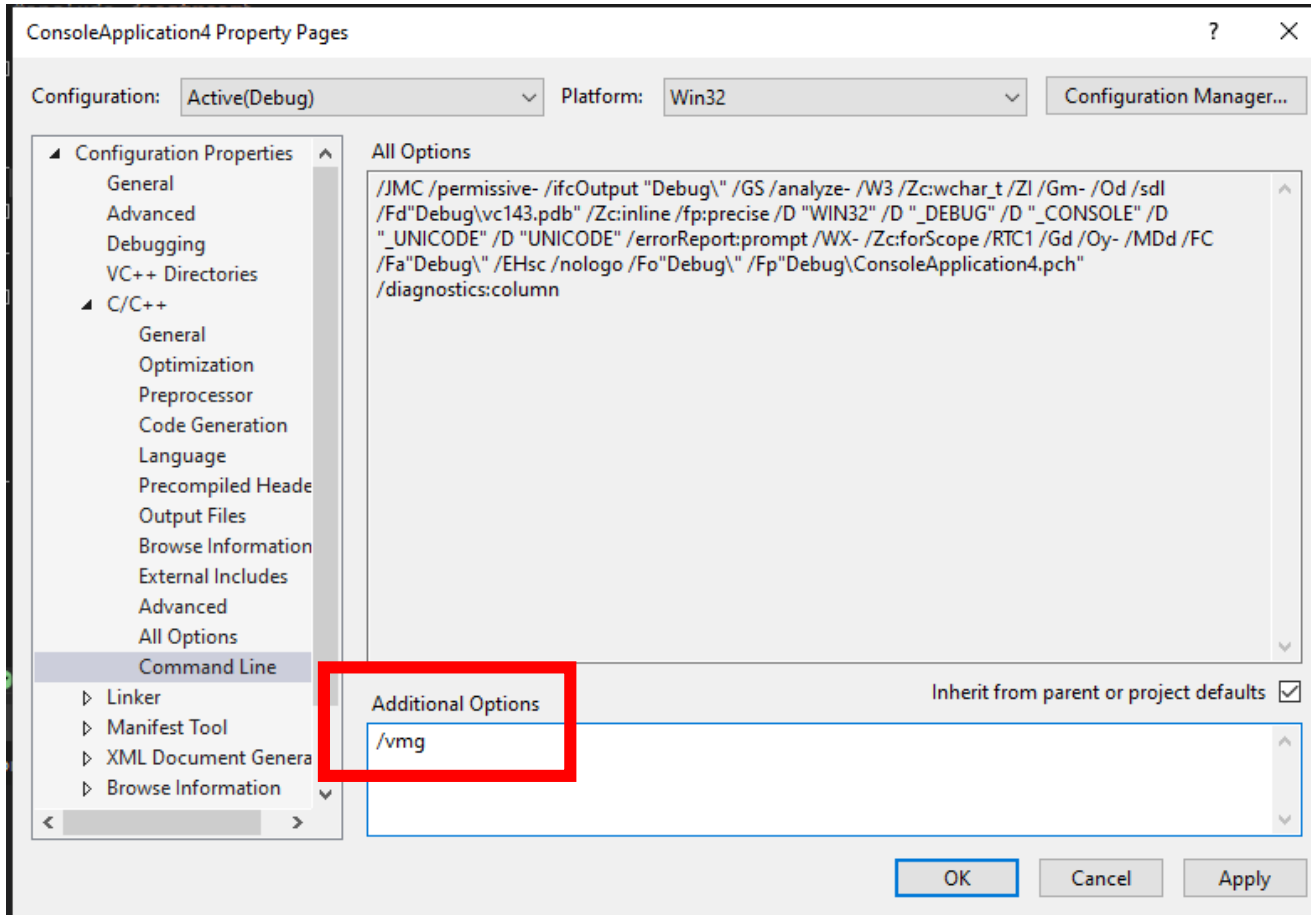 ConsoleApplication4 Property Pages
?
Configuration: Active(Debug) Platform: Win32 Configuration Manager...
Configuration Properties
General
Advanced
Debugging
VC++ Directories
C/C++
General
Optimization
Preprocessor
Code Generation
Language
Precompiled Heade
Output Files
Browse Information
External Includes
Advanced
All Options
Command Line
Linker
Manifest Tool
XML Document Genera
Browse Information
All Options
/JMC /permissive- /ifcOutput "Debug\" /GS /analyze- /W3 /Zc:wchar_t /ZI /Gm- /Od /sdl
/Fd"Debug\vc143.pdb" /Zc:inline /fp:precise /D "WIN32" /D "_DEBUG" /D "_CONSOLE" /D
"_UNICODE" /D "UNICODE" /errorReport:prompt /WX- /Zc:forScope /RTC1 /Gd /Oy- /MDd /FC
/Fa"Debug\" /EHsc /nologo /Fo"Debug\" /Fp"Debug\ConsoleApplication4.pch"
/diagnostics:column
Inherit from parent or project defaults
Additional Options
/vmg
OK Cancel Apply